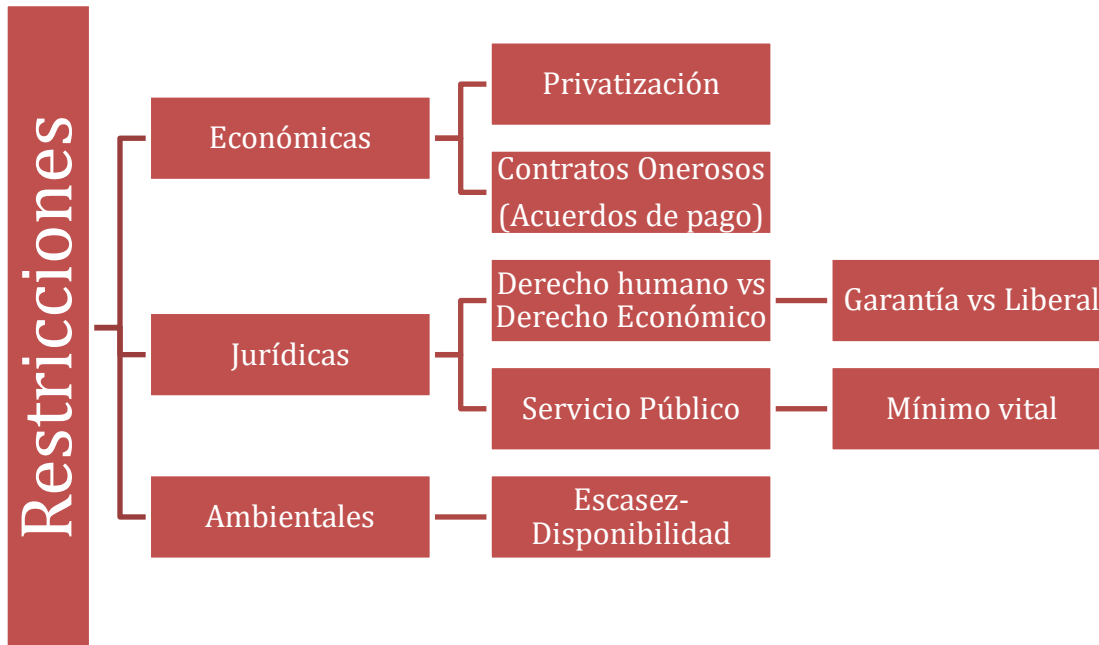 Restricciones
Económicas
Privatización
Contratos Onerosos
(Acuerdos de pago)
Jurídicas
Derecho humano vs
Derecho Económico
Garantía vs Liberal
Servicio Público
Mínimo vital
Ambientales
Escasez-
Disponibilidad